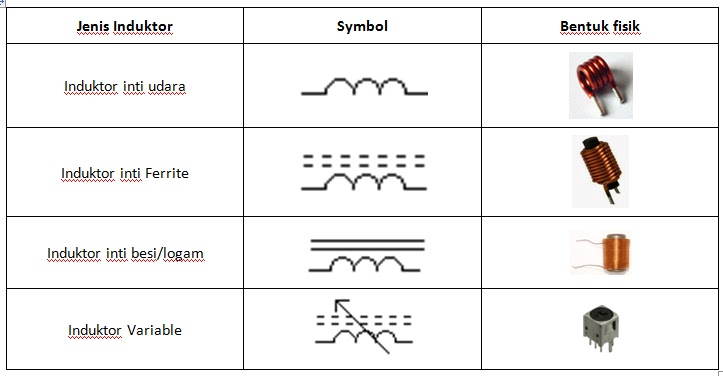 Jenis Induktor
Symbol
Bentuk fisik
Induktor inti udara
Induktor inti Ferrite
Induktor inti besi/logam
Induktor Variable